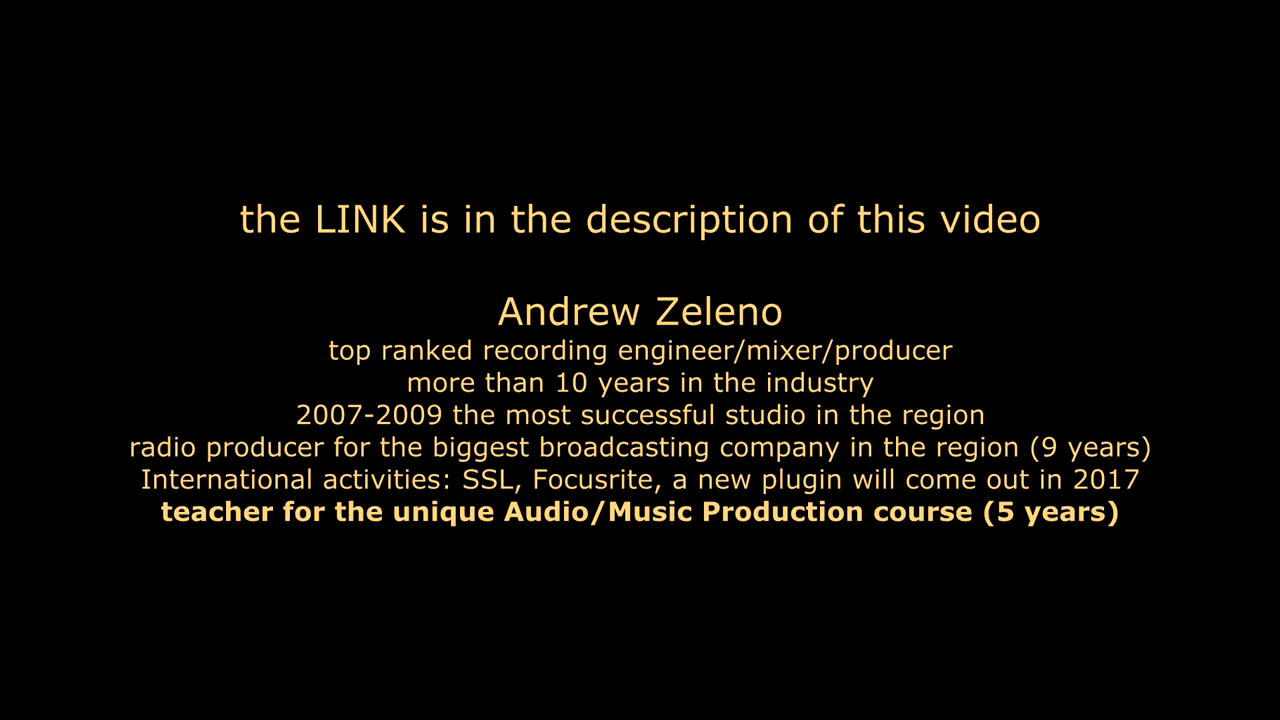 the LINK is in the description of this video
Andrew Zeleno
top ranked recording engineer/mixer/producer
more than 10 years in the industry
2007-2009 the most successful studio in the region
radio producer for the biggest broadcasting company in the region (9 years)
International activities: SSL, Focusrite, a new plugin will come out in 2017
teacher for the unique Audio/Music Production course (5 years)